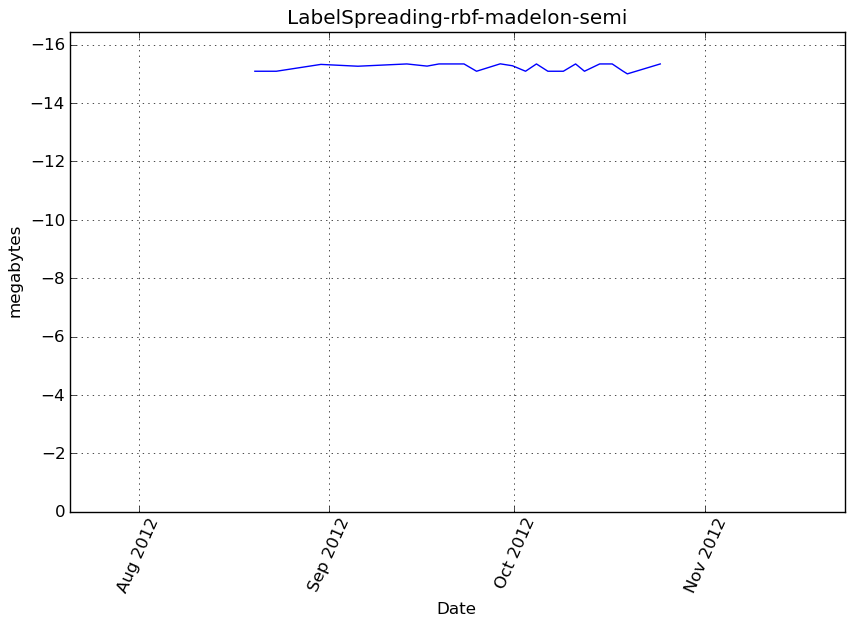 LabelSpreading-rbf-madelon-semi
−16
−14
−12
−10
−8
−6
−4
−2
0
megabytes
Aug 2012
Sep 2012
Oct 2012
Nov 2012
Date